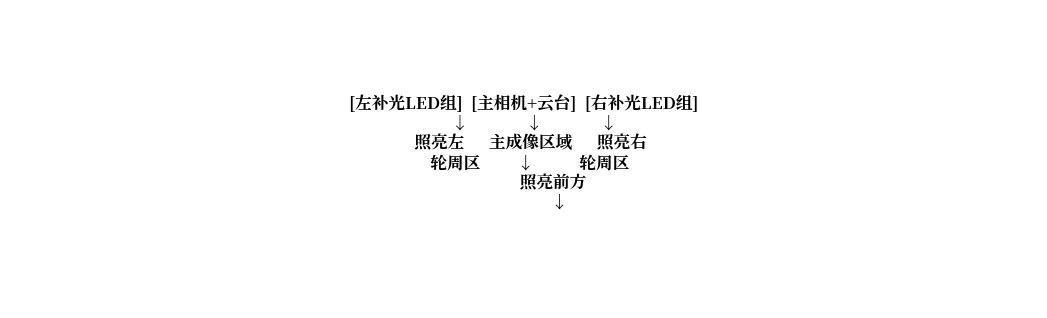 [左补光LED组] [主相机+云台] [右补光LED组]
↓ ↓ ↓
照亮左 主成像区域 照亮右
轮周区 ↓ 轮周区
照亮前方
↓